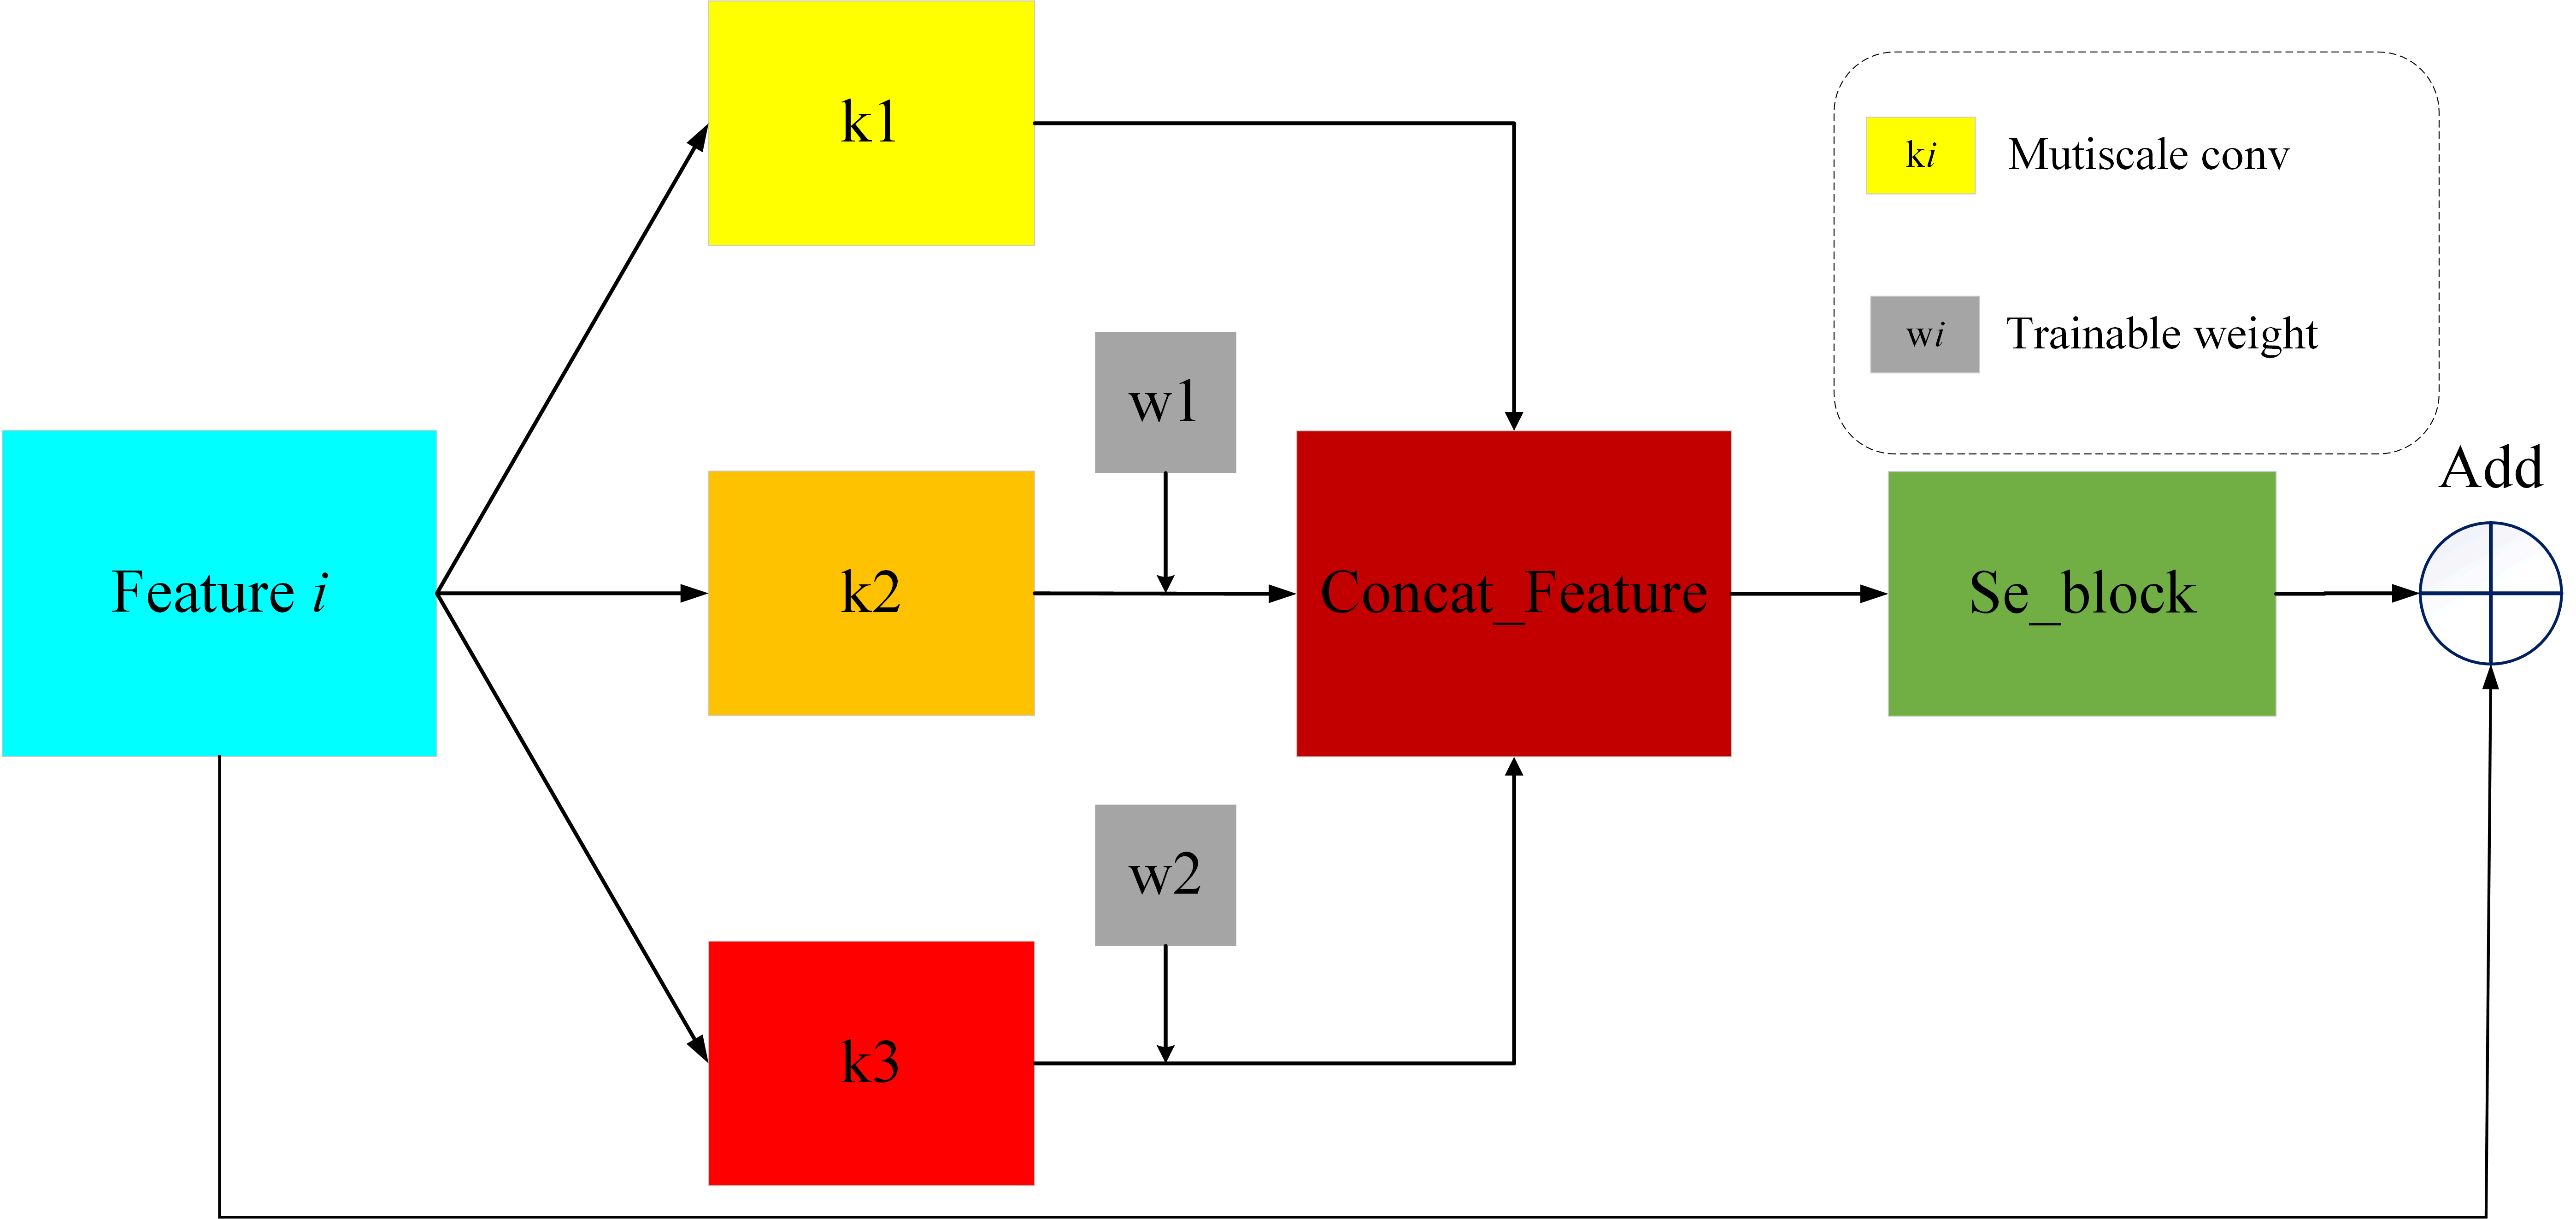 k1
ki Mutiscale conv
wi Trainable weight
w1
Add
Feature i
k2
Concat_Feature
Se_block
w2
k3